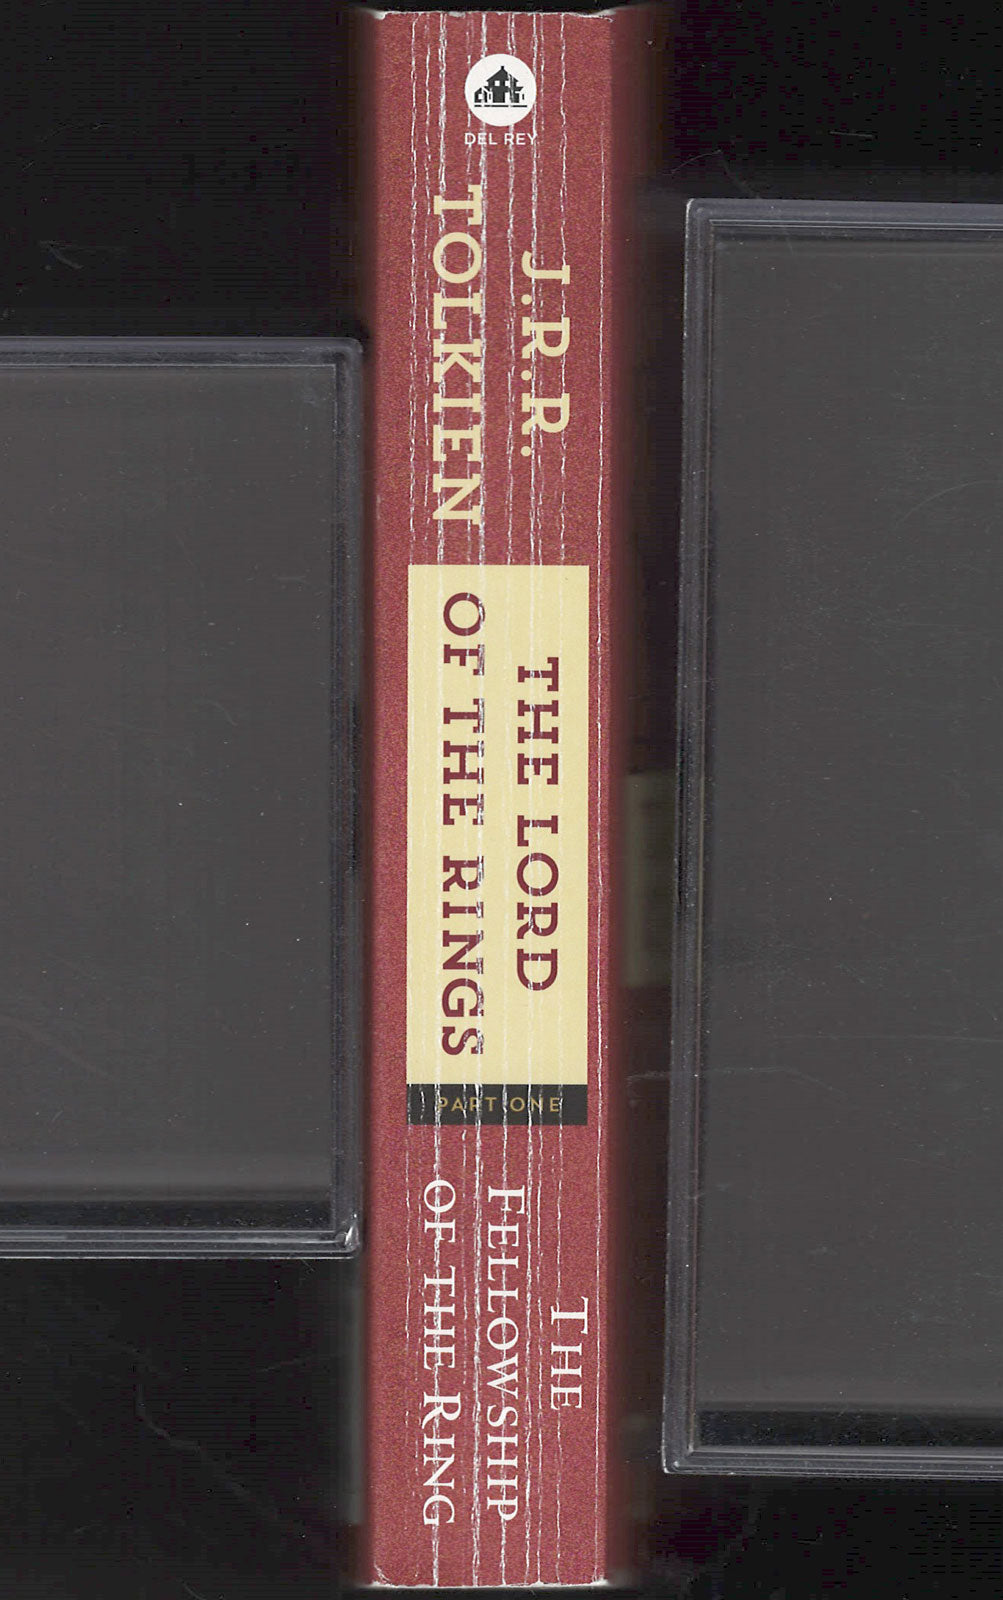 DEL REY
J.R.R.
TOLKIEN
THE LORD
OF THE RINGS
PART ONE
THE
FELLOWSHIP
OF THE RING